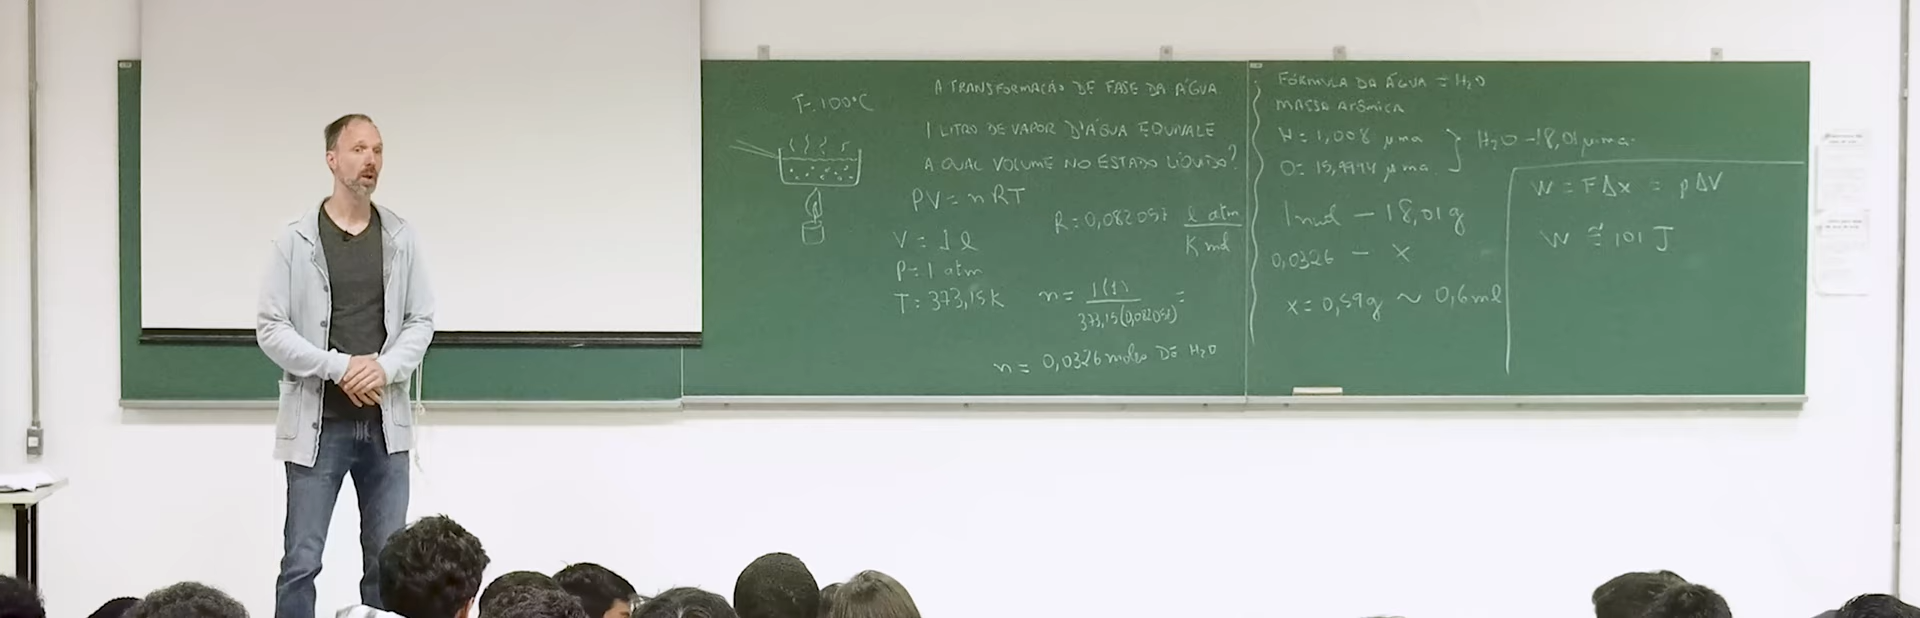 T = 100°C
A TRANSFORMAÇÃO DE FASE DA ÁGUA
1 LITRO DE VAPOR D'ÁGUA EQUIVALE
A QUAL VOLUME NO ESTADO LÍQUIDO?
PV = nRT
R = 0,082057 l atm / K mol
V = 1 l
P = 1 atm
T = 373,15 K
n = 1(1) / 373,15(0,082057) =
n = 0,0326 moles DE H2O
FÓRMULA DA ÁGUA = H2O
MASSA ATÔMICA
H = 1,008 uma
O = 15,9994 uma } H2O - 18,01 uma
1 mol - 18,01 g
0,0326 - x
x = 0,59g ~ 0,6 ml
W = FΔx = pΔV
W ≅ 101 J